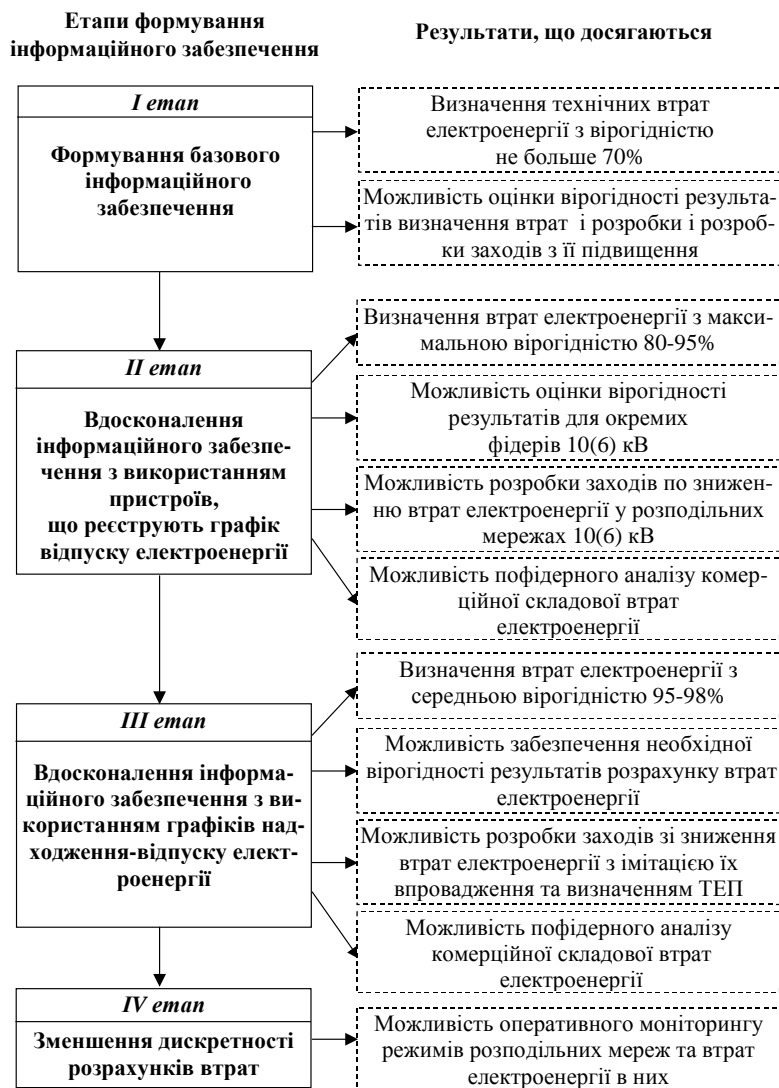 Етапи формування
інформаційного забезпечення
Результати, що досягаються
I етап
Формування базового
інформаційного
забезпечення
Визначення технічних втрат
електроенергії з вірогідністю
не больше 70%
Можливість оцінки вірогідності результа-
тів визначення втрат і розробки і розроб-
ки заходів з її підвищення
II етап
Вдосконалення
інформаційного забезпе-
чення з використанням
пристроїв,
що реєструють графік
відпуску електроенергії
Визначення втрат електроенергії з макси-
мальною вірогідністю 80-95%
Можливість оцінки вірогідності
результатів для окремих
фідерів 10(6) кВ
Можливість розробки заходів по знижен-
ню втрат електроенергії у розподільних
мережах 10(6) кВ
Можливість пофідерного аналізу комер-
ційної складової втрат
електроенергії
III етап
Вдосконалення інформа-
ційного забезпечення з ви-
користанням графіків над-
ходження-відпуску елект-
роенергії
Визначення втрат електроенергії з
середньою вірогідністю 95-98%
Можливість забезпечення необхідної
вірогідності результатів розрахунку втрат
електроенергії
Можливість розробки заходів зі зниження
втрат електроенергії з імітацією їх
впровадження та визначенням ТЕП
Можливість пофідерного аналізу
комерційної складової втрат
електроенергії
IV етап
Зменшення дискретності
розрахунків втрат
Можливість оперативного моніторингу
режимів розподільних мереж та втрат
електроенергії в них